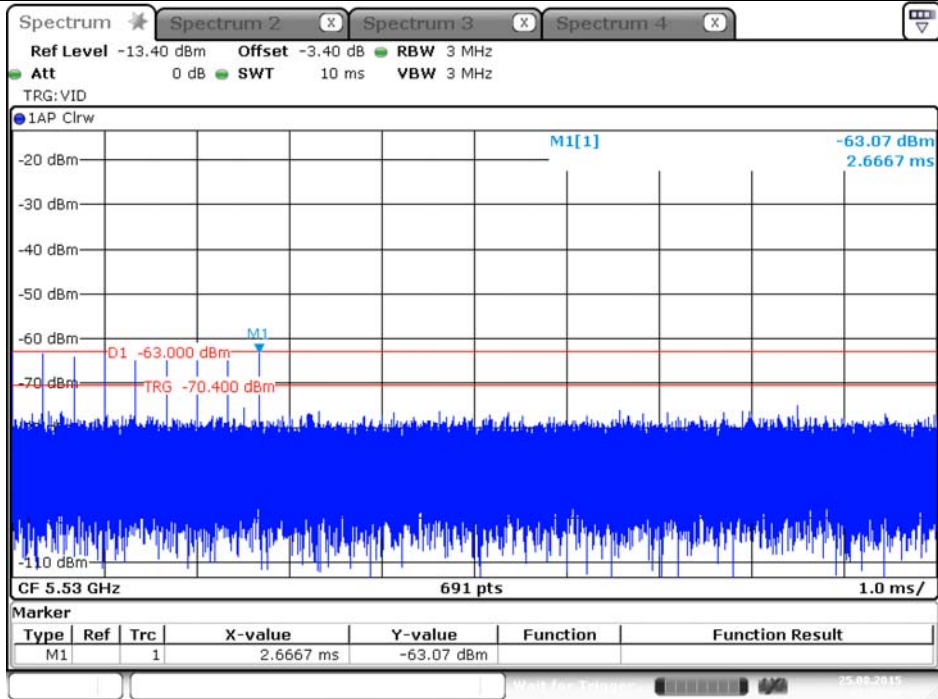 Spectrum Spectrum 2 X Spectrum 3 X Spectrum 4 X
Ref Level -13.40 dBm Offset -3.40 dB RBW 3 MHz
Att 0 dB SWT 10 ms VBW 3 MHz
TRG:VID
1AP Clrw
M1[1] -63.07 dBm
2.6667 ms
-20 dBm
-30 dBm
-40 dBm
-50 dBm
-60 dBm
M1
D1 -63.000 dBm
-70 dBm
TRG -70.400 dBm
-110 dBm
CF 5.53 GHz 691 pts 1.0 ms/
Marker
Type Ref Trc X-value Y-value Function Function Result
M1 1 2.6667 ms -63.07 dBm
Wait for Trigger 25.08.2015